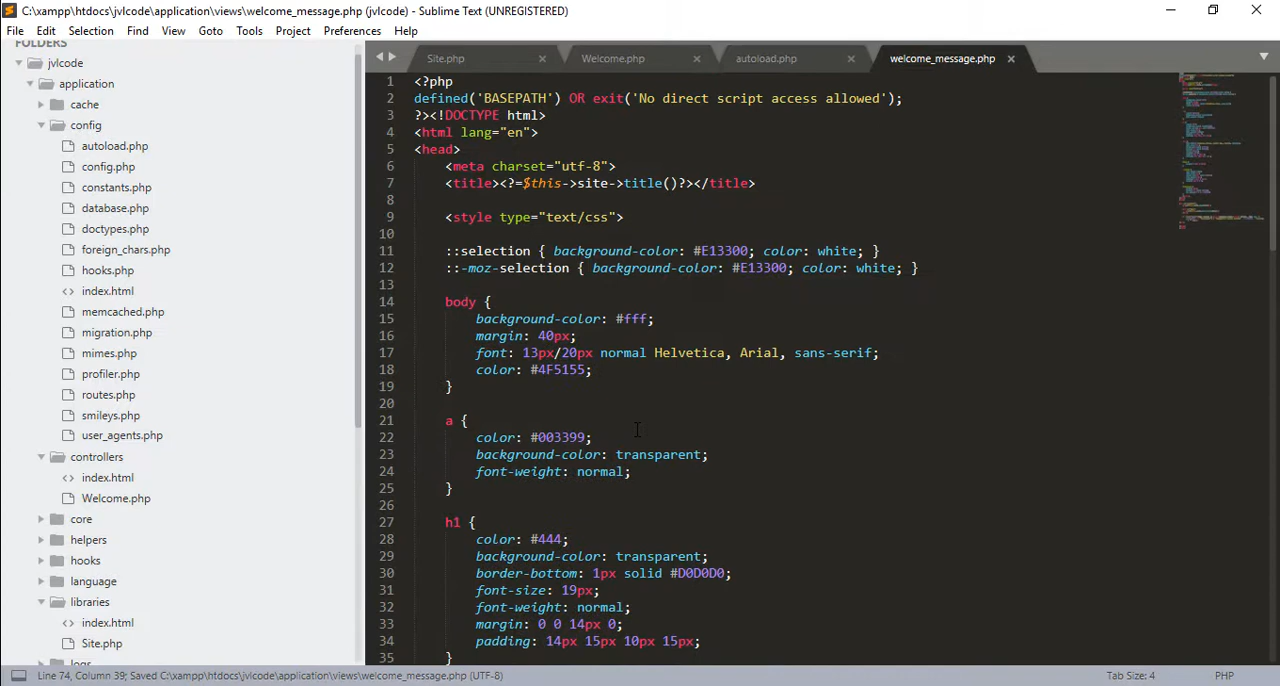 C:\xampp\htdocs\jvlcode\application\views\welcome_message.php (jvlcode) - Sublime Text (UNREGISTERED)
File Edit Selection Find View Goto Tools Project Preferences Help
FOLDERS
jvlcode
application
cache
config
autoload.php
config.php
constants.php
database.php
doctypes.php
foreign_chars.php
hooks.php
index.html
memcached.php
migration.php
mimes.php
profiler.php
routes.php
smileys.php
user_agents.php
controllers
index.html
Welcome.php
core
helpers
hooks
language
libraries
index.html
Site.php
logs
Site.php Welcome.php autoload.php welcome_message.php
1 <?php
2 defined('BASEPATH') OR exit('No direct script access allowed');
3 ?><!DOCTYPE html>
4 <html lang="en">
5 <head>
6 <meta charset="utf-8">
7 <title><?=$this->site->title()?></title>
8
9 <style type="text/css">
10
11 ::selection { background-color: #E13300; color: white; }
12 ::-moz-selection { background-color: #E13300; color: white; }
13
14 body {
15 background-color: #fff;
16 margin: 40px;
17 font: 13px/20px normal Helvetica, Arial, sans-serif;
18 color: #4F5155;
19 }
20
21 a {
22 color: #003399;
23 background-color: transparent;
24 font-weight: normal;
25 }
26
27 h1 {
28 color: #444;
29 background-color: transparent;
30 border-bottom: 1px solid #D0D0D0;
31 font-size: 19px;
32 font-weight: normal;
33 margin: 0 0 14px 0;
34 padding: 14px 15px 10px 15px;
35 }
Line 74, Column 39; Saved C:\xampp\htdocs\jvlcode\application\views\welcome_message.php (UTF-8) Tab Size: 4 PHP